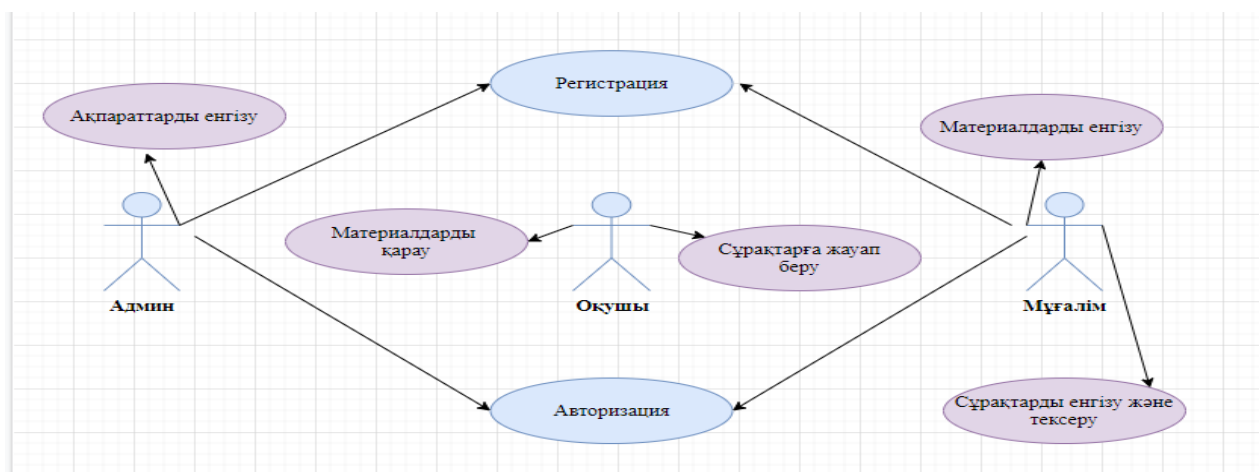 Регистрация
Ақпараттарды енгізу
Материалдарды енгізу
Материалдарды
қарау
Сұрақтарға жауап
беру
Админ
Оқушы
Мұғалім
Авторизация
Сұрақтарды енгізу және
тексеру